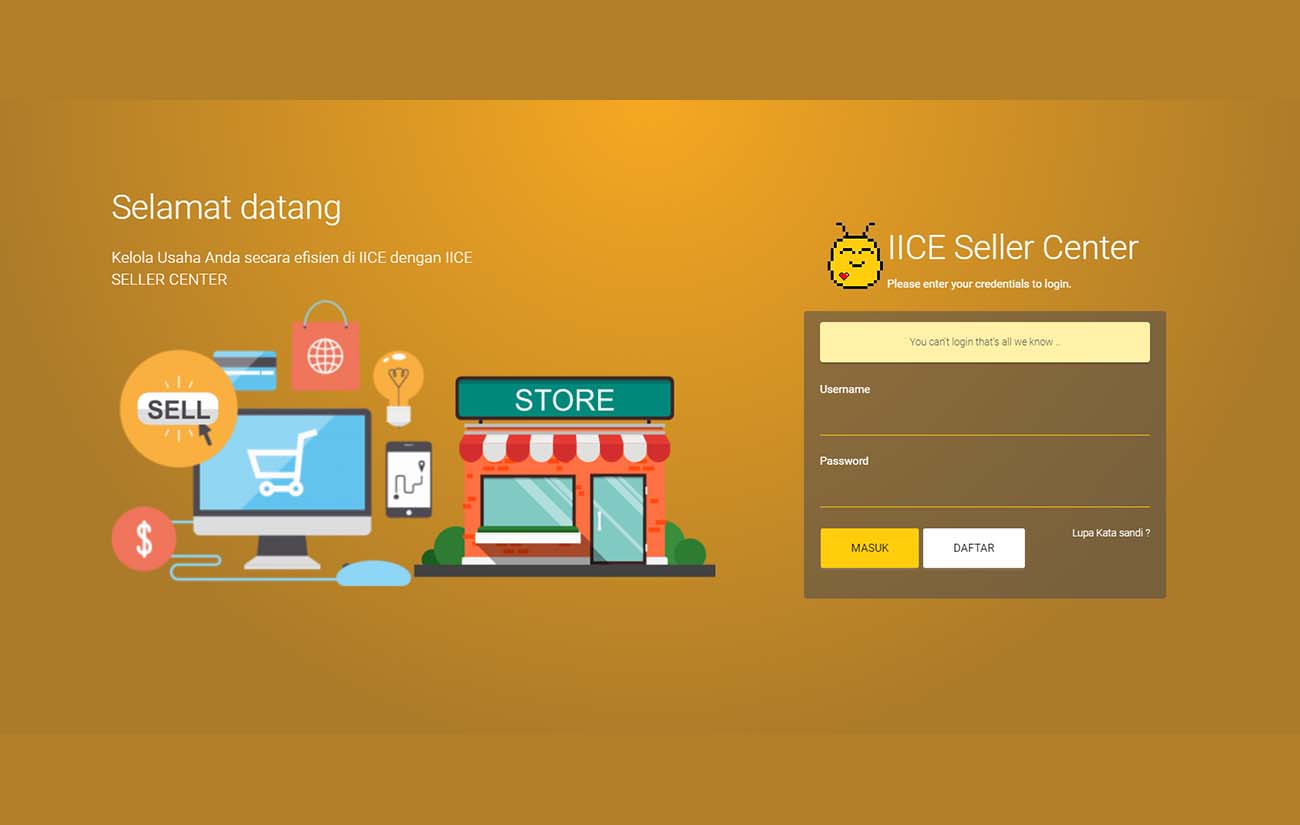 Selamat datang
Kelola Usaha Anda secara efisien di IICE dengan IICE
SELLER CENTER
SELL
$
STORE
IICE Seller Center
Please enter your credentials to login.
You can't login that's all we know ..
Username
Password
MASUK
DAFTAR
Lupa Kata sandi ?